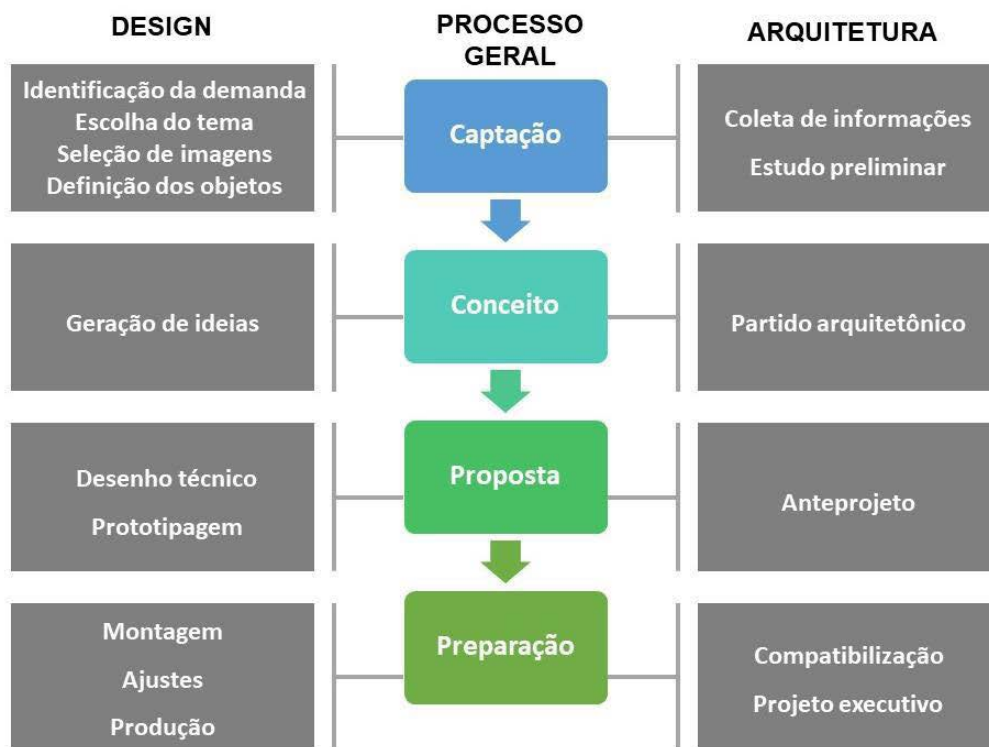 DESIGN
PROCESSO
GERAL
ARQUITETURA
Identificação da demanda
Escolha do tema
Seleção de imagens
Definição dos objetos
Captação
Coleta de informações
Estudo preliminar
Geração de ideias
Conceito
Partido arquitetônico
Desenho técnico
Prototipagem
Proposta
Anteprojeto
Montagem
Ajustes
Produção
Preparação
Compatibilização
Projeto executivo